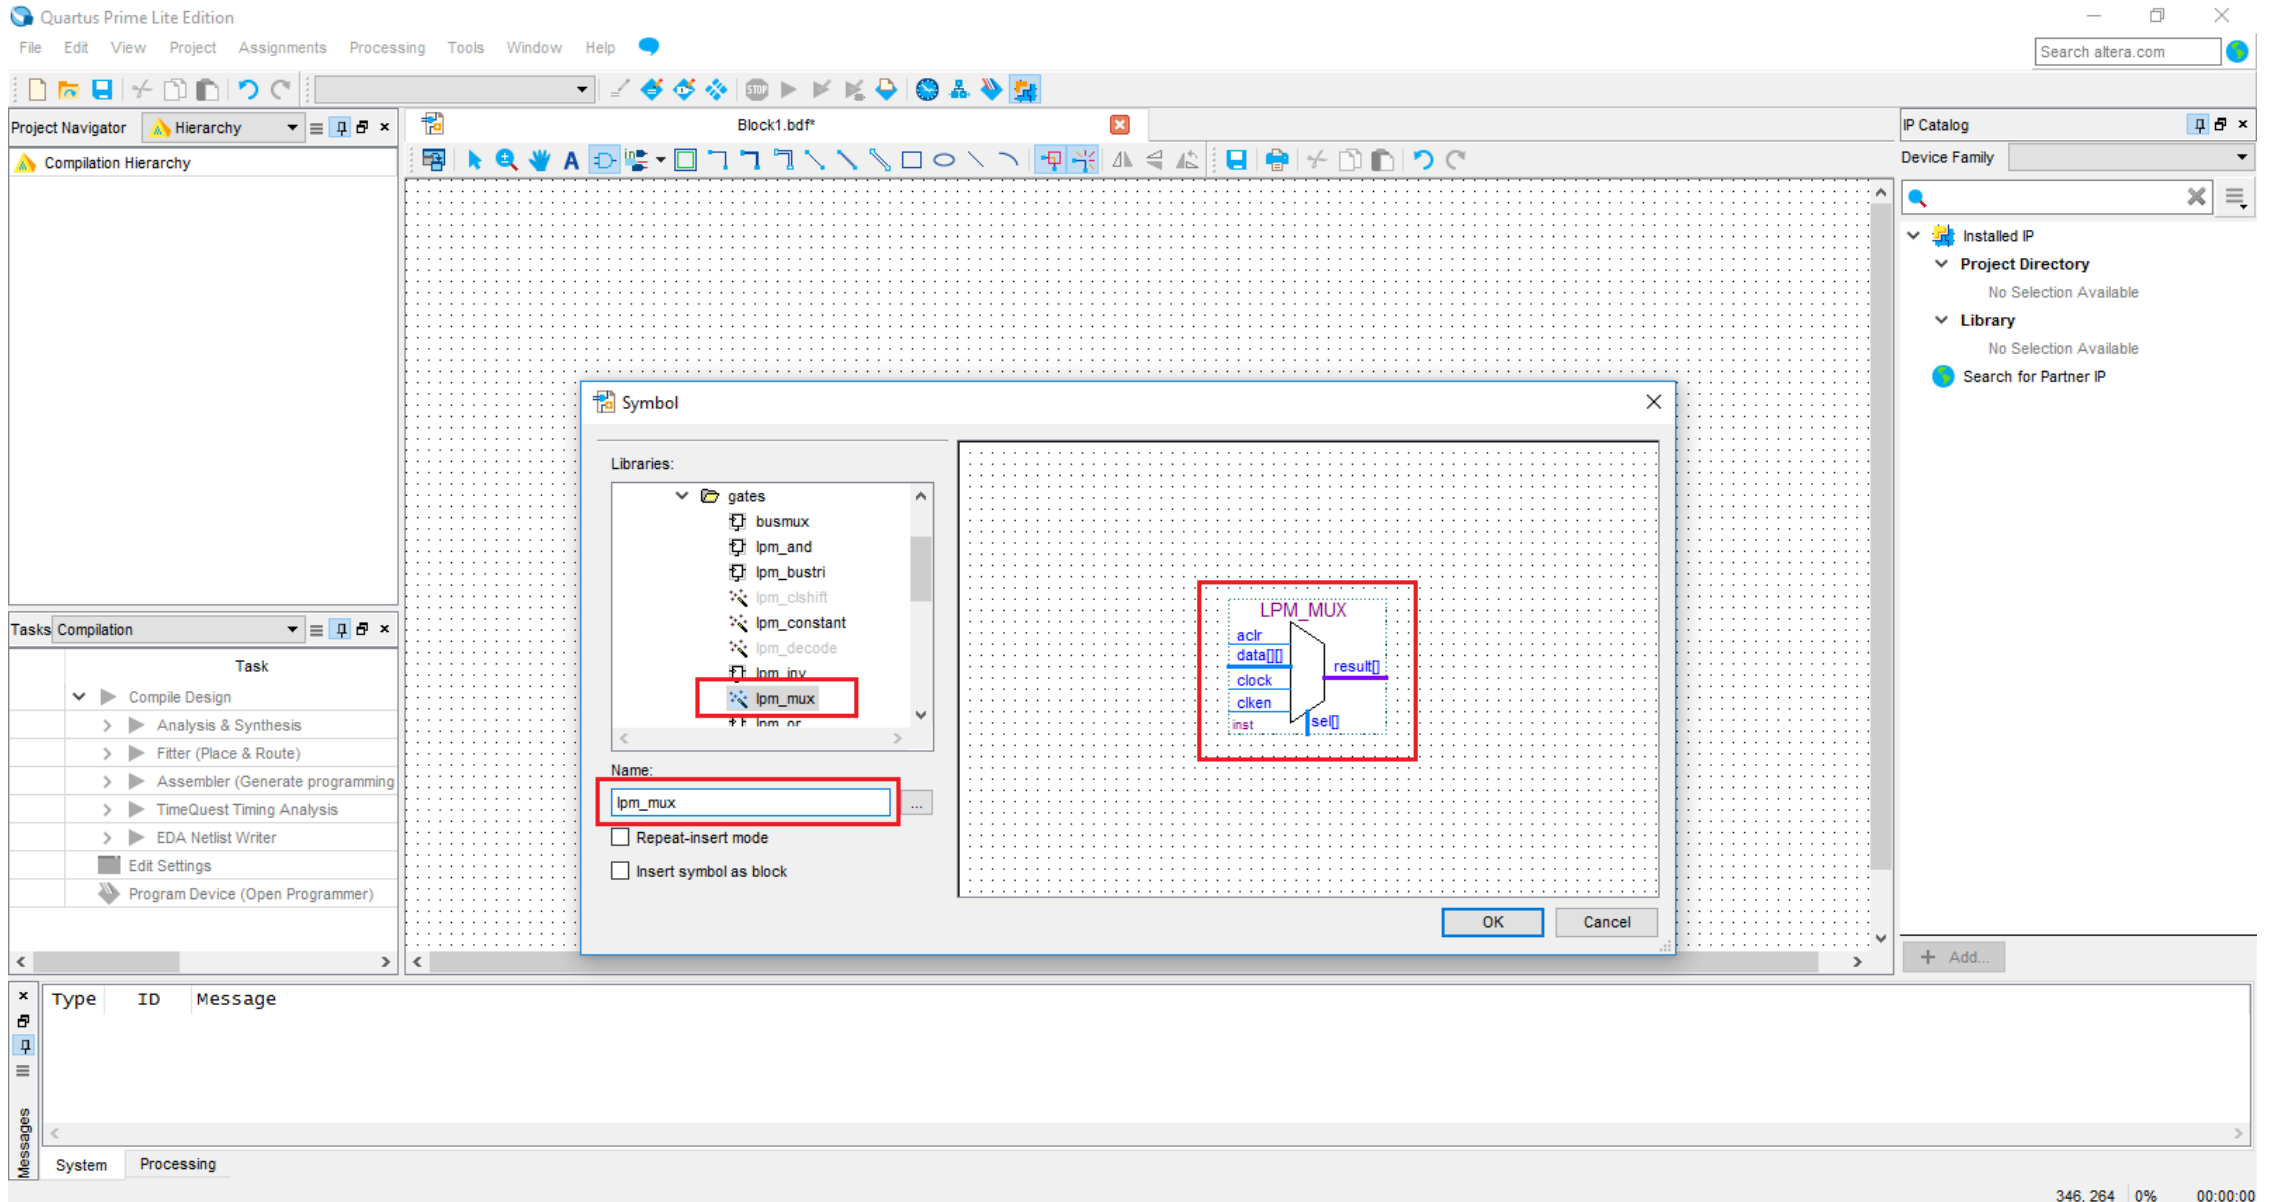 Quartus Prime Lite Edition
File Edit View Project Assignments Processing Tools Window Help
Search altera.com
STOP
Project Navigator Hierarchy
Block1.bdf*
IP Catalog
Compilation Hierarchy
Device Family
Installed IP
Project Directory
No Selection Available
Library
No Selection Available
Search for Partner IP
Symbol
Libraries:
gates
busmux
lpm_and
lpm_bustri
lpm_clshift
lpm_constant
lpm_decode
lpm_inv
lpm_mux
lpm_or
Name:
lpm_mux
...
Repeat-insert mode
Insert symbol as block
LPM_MUX
aclr
data[][]
result[]
clock
clken
sel[]
inst
OK Cancel
Tasks Compilation
Task
Compile Design
Analysis & Synthesis
Fitter (Place & Route)
Assembler (Generate programming
TimeQuest Timing Analysis
EDA Netlist Writer
Edit Settings
Program Device (Open Programmer)
+ Add...
Type ID Message
Messages
System Processing
346, 264 0% 00:00:00